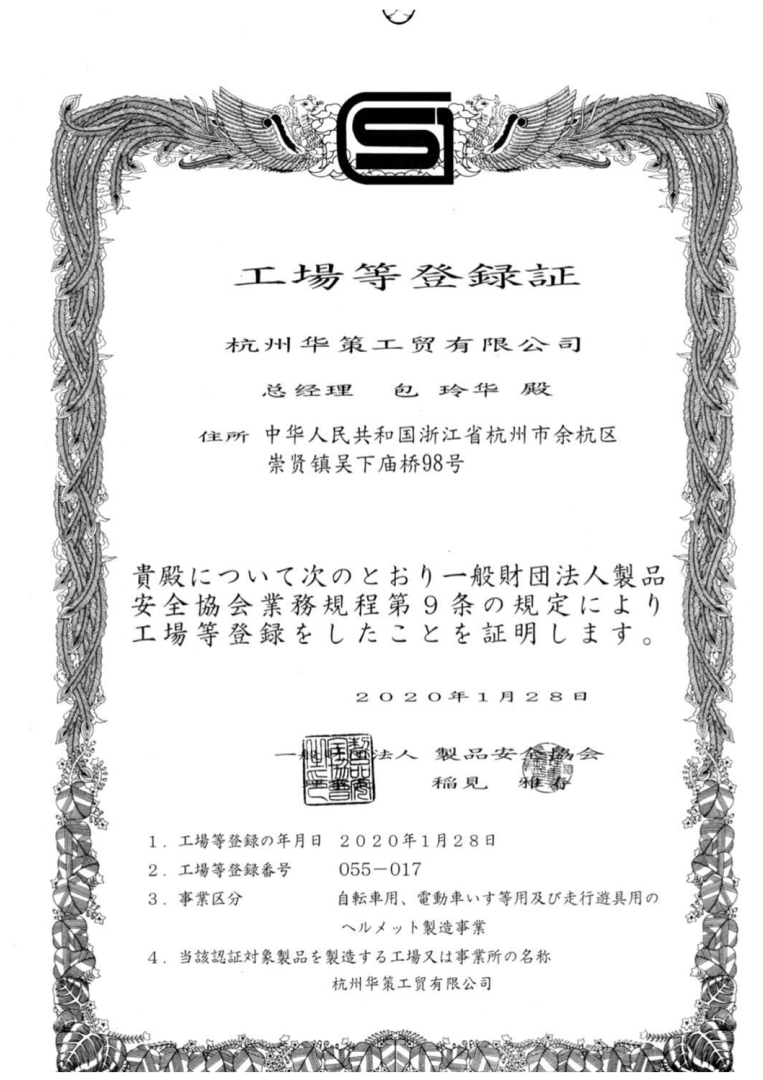 工場等登録証
杭州华策工贸有限公司
总经理 包 玲华 殿
住所 中华人民共和国浙江省杭州市余杭区
崇贤镇吴下庙桥98号
貴殿について次のとおり一般財団法人製品
安全協会業務規程第9条の規定により
工場等登録をしたことを証明します。
2020年1月28日
一般財団法人 製品安全協会
稲見 雅寿
1. 工場等登録の年月日 2020年1月28日
2. 工場等登録番号 055-017
3. 事業区分 自転車用、電動車いす等用及び走行遊具用の
ヘルメット製造事業
4. 当該認証対象製品を製造する工場又は事業所の名称
杭州华策工贸有限公司